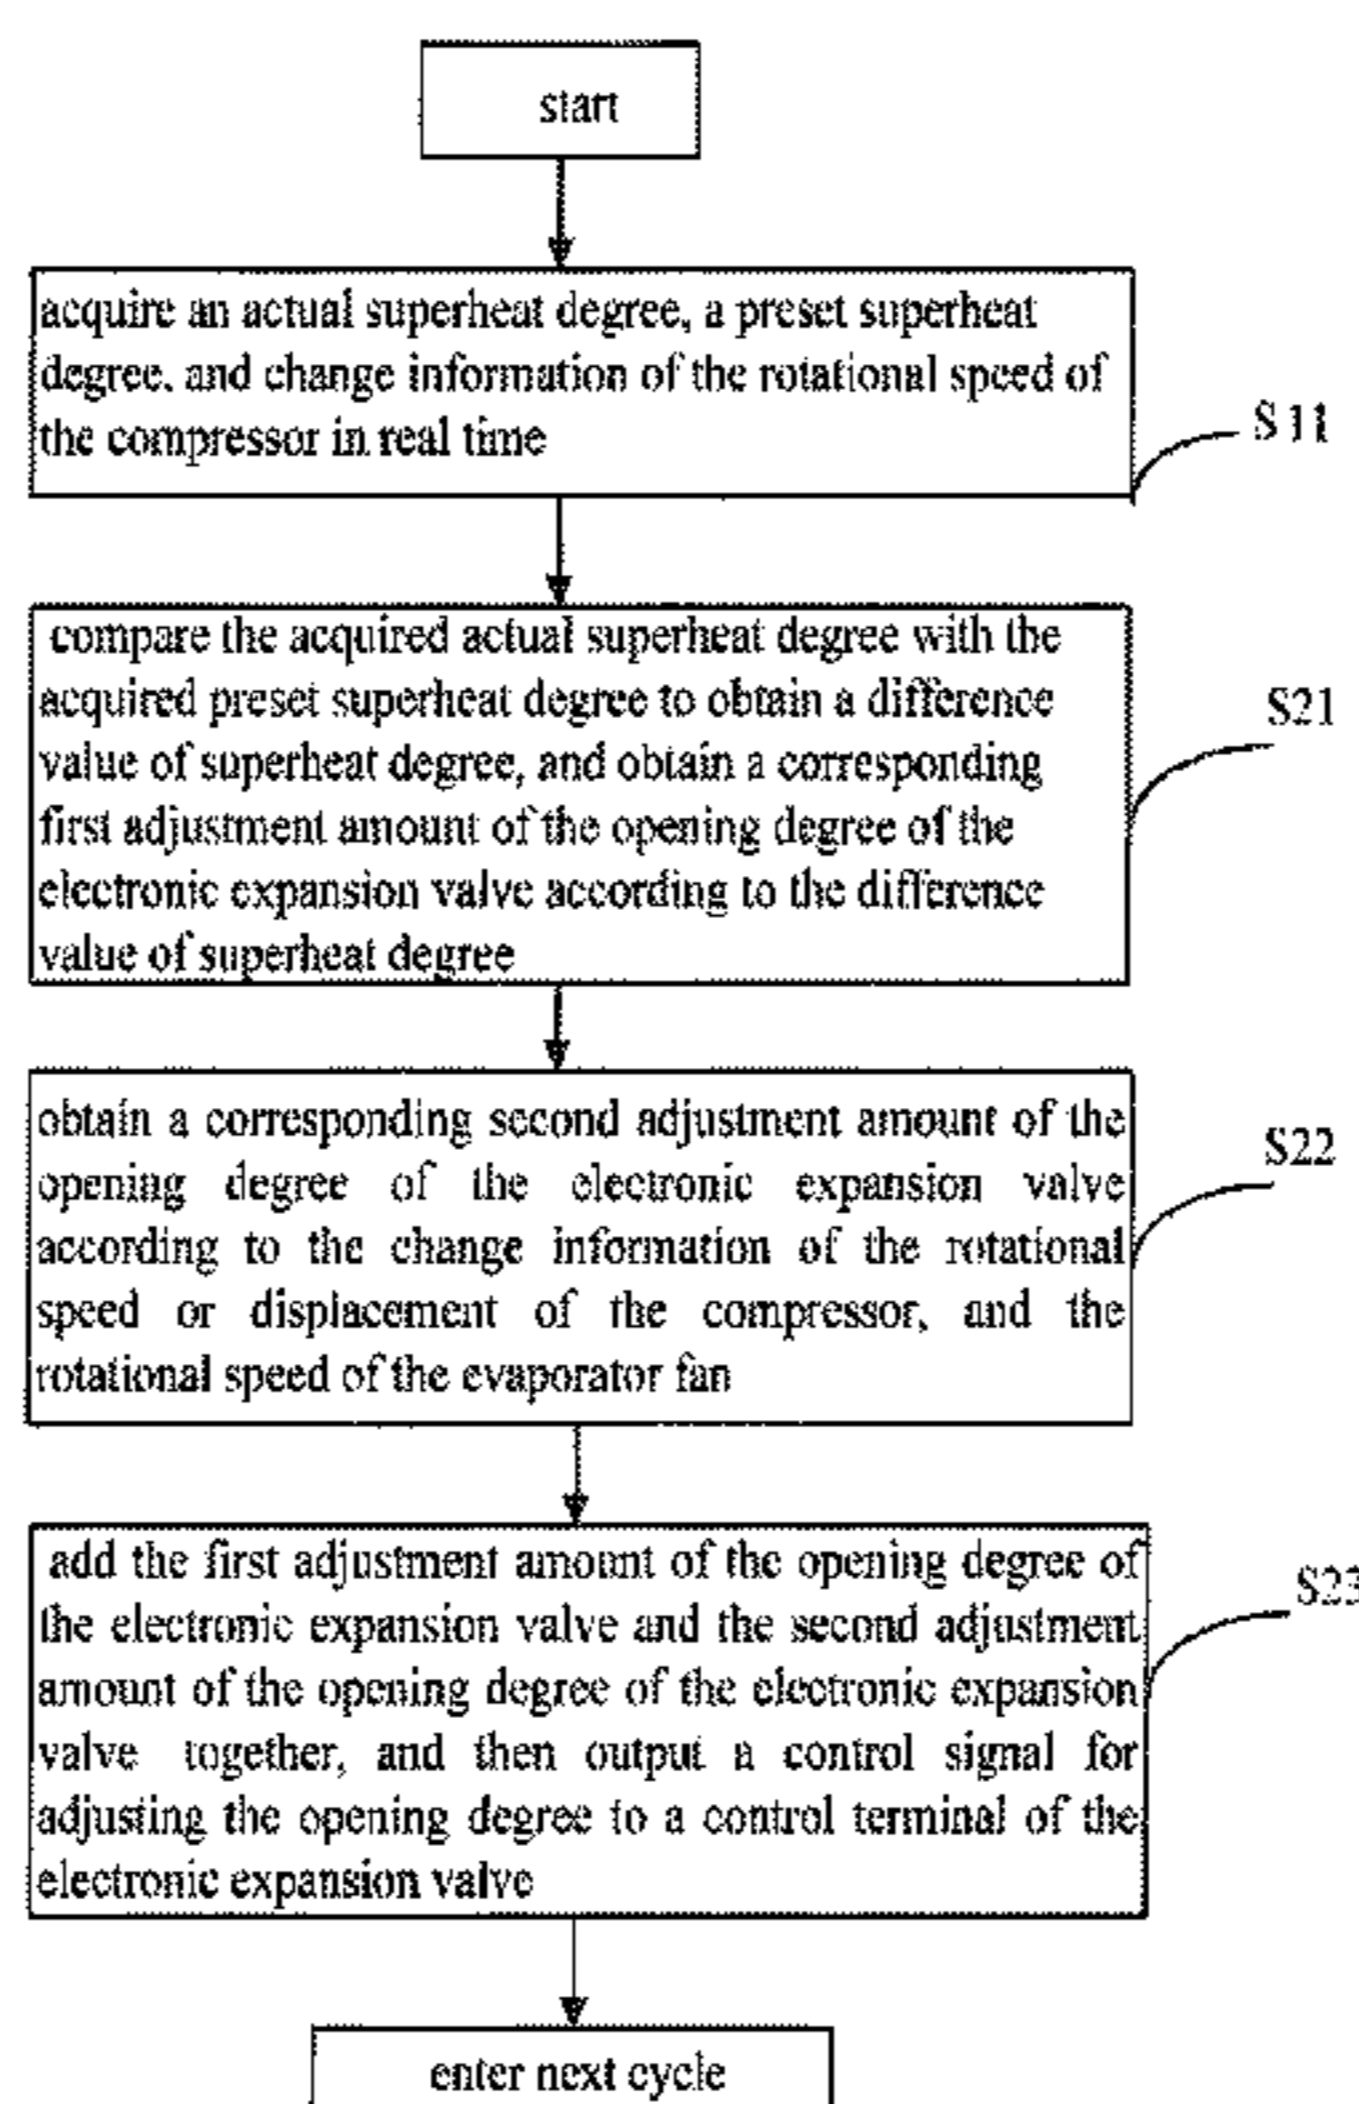 start
acquire an actual superheat degree, a preset superheat
degree, and change information of the rotational speed of
the compressor in real time
S11
compare the acquired actual superheat degree with the
acquired preset superheat degree to obtain a difference
value of superheat degree, and obtain a corresponding
first adjustment amount of the opening degree of the
electronic expansion valve according to the difference
value of superheat degree
S21
obtain a corresponding second adjustment amount of the
opening degree of the electronic expansion valve
according to the change information of the rotational
speed or displacement of the compressor, and the
rotational speed of the evaporator fan
S22
add the first adjustment amount of the opening degree of
the electronic expansion valve and the second adjustment
amount of the opening degree of the electronic expansion
valve together, and then output a control signal for
adjusting the opening degree to a control terminal of the
electronic expansion valve
S23
enter next cycle